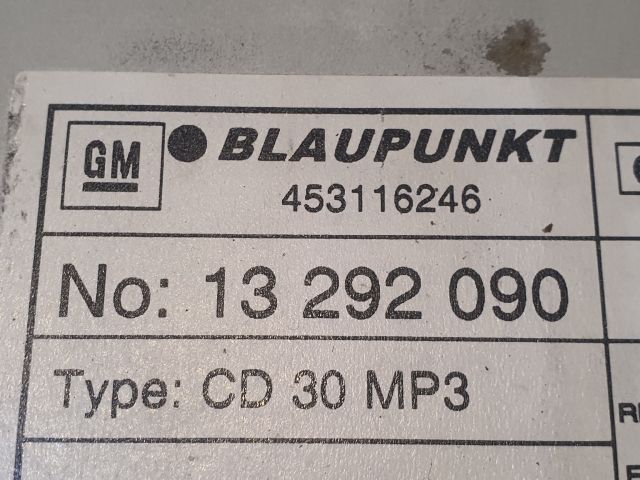 GM BLAUPUNKT
453116246
No: 13 292 090
Type: CD 30 MP3